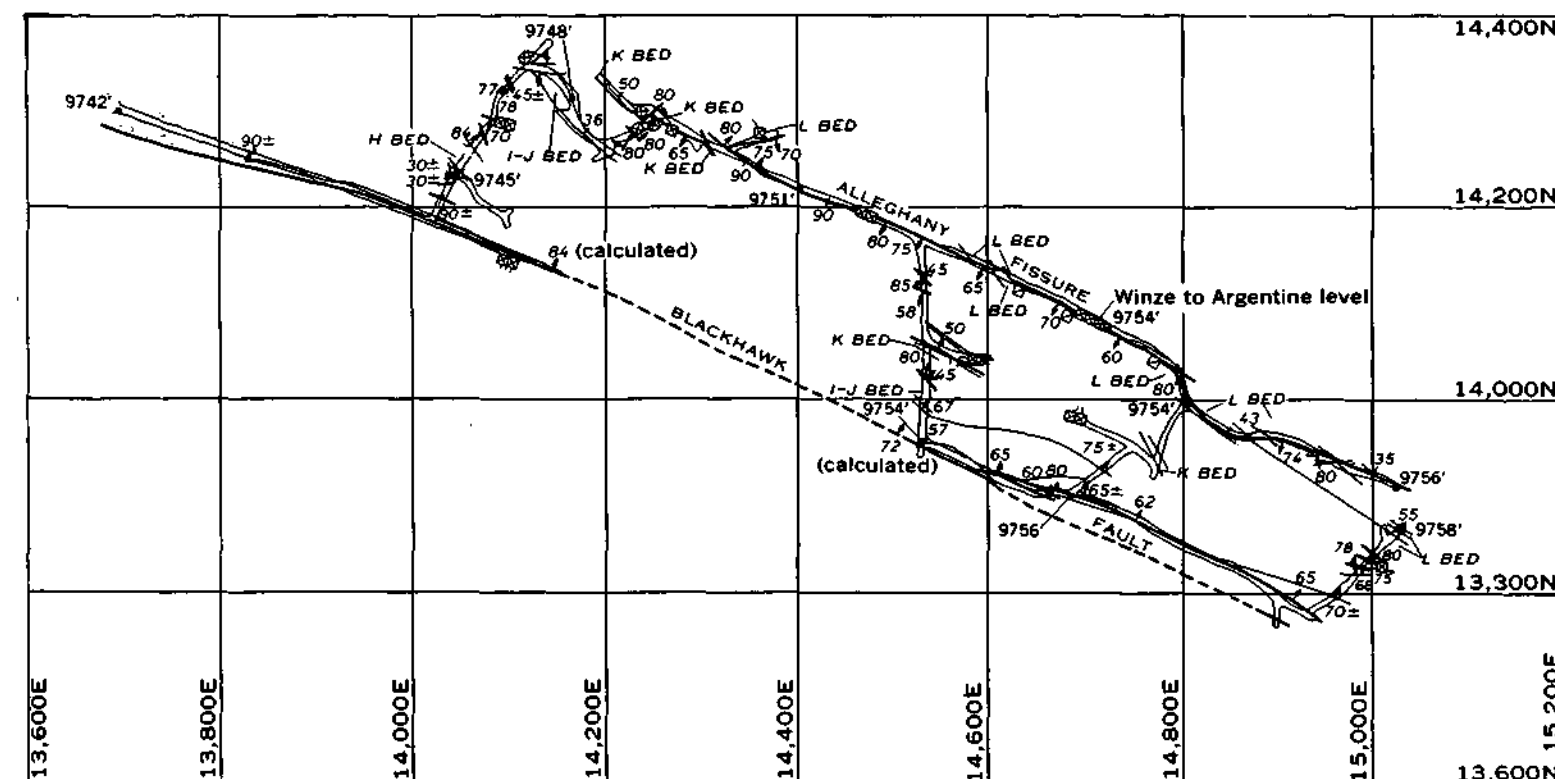 14,400N
9748'
K BED
50
80
K BED
9742'
77
45±
78
36
80
L BED
90±
H BED
84
70
I-J BED
80
80
65
K BED
75
70
30±
30±
9745'
90
9751'
ALLEGHANY
14,200N
90±
90
80
75
L BED
84 (calculated)
FISSURE
45
85
65
L BED
Winze to Argentine level
9754'
58
70
BLACKHAWK
50
60
K BED
80
45
L BED
80
I-J BED
14,000N
9754'
67
9754'
L BED
43
72
57
(calculated)
75±
74
35
65
K BED
80
9756'
60
80
65±
62
9756
FAULT
55
9758'
78
80
L BED
75
68
65
13,300N
70±
13,600E
13,800E
14,000E
14,200E
14,400E
14,600E
14,800E
15,000E
15,200E
13,600N